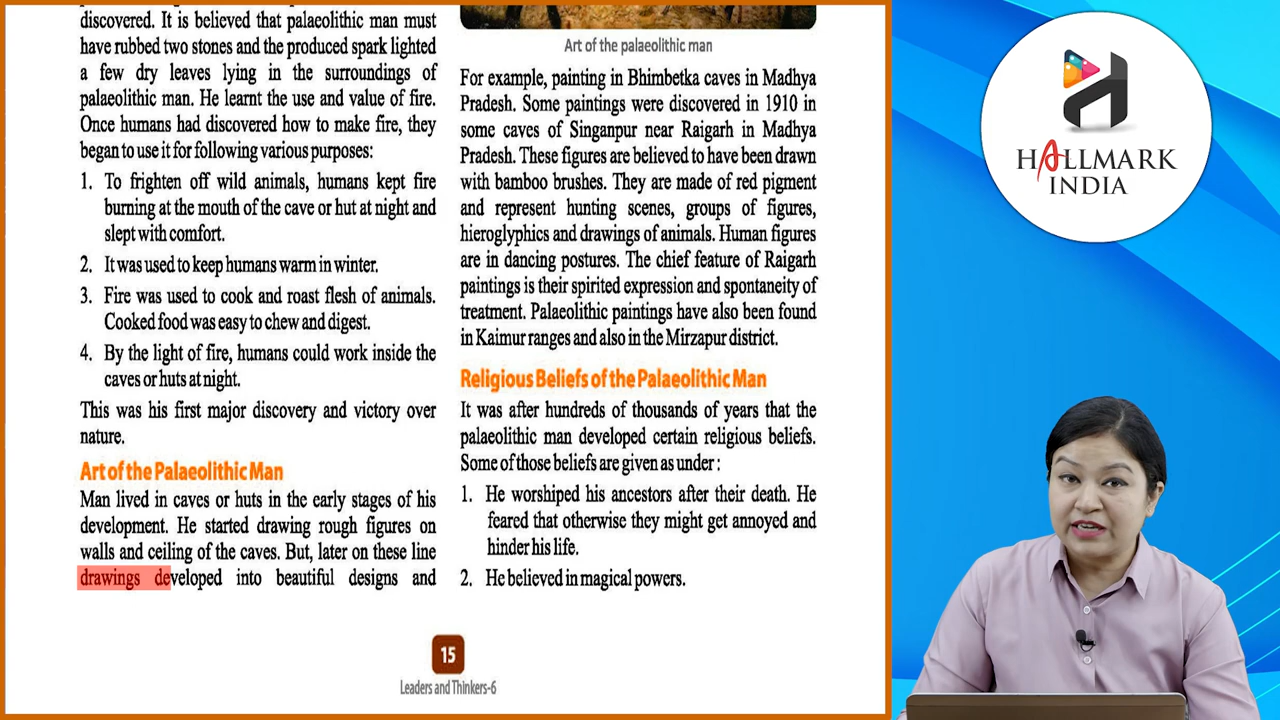 discovered. It is believed that palaeolithic man must
have rubbed two stones and the produced spark lighted
a few dry leaves lying in the surroundings of
palaeolithic man. He learnt the use and value of fire.
Once humans had discovered how to make fire, they
began to use it for following various purposes:
1. To frighten off wild animals, humans kept fire
burning at the mouth of the cave or hut at night and
slept with comfort.
2. It was used to keep humans warm in winter.
3. Fire was used to cook and roast flesh of animals.
Cooked food was easy to chew and digest.
4. By the light of fire, humans could work inside the
caves or huts at night.
This was his first major discovery and victory over
nature.
Art of the Palaeolithic Man
Man lived in caves or huts in the early stages of his
development. He started drawing rough figures on
walls and ceiling of the caves. But, later on these line
drawings developed into beautiful designs and
Art of the palaeolithic man
For example, painting in Bhimbetka caves in Madhya
Pradesh. Some paintings were discovered in 1910 in
some caves of Singanpur near Raigarh in Madhya
Pradesh. These figures are believed to have been drawn
with bamboo brushes. They are made of red pigment
and represent hunting scenes, groups of figures,
hieroglyphics and drawings of animals. Human figures
are in dancing postures. The chief feature of Raigarh
paintings is their spirited expression and spontaneity of
treatment. Palaeolithic paintings have also been found
in Kaimur ranges and also in the Mirzapur district.
Religious Beliefs of the Palaeolithic Man
It was after hundreds of thousands of years that the
palaeolithic man developed certain religious beliefs.
Some of those beliefs are given as under :
1. He worshiped his ancestors after their death. He
feared that otherwise they might get annoyed and
hinder his life.
2. He believed in magical powers.
15
Leaders and Thinkers-6
HALLMARK
INDIA